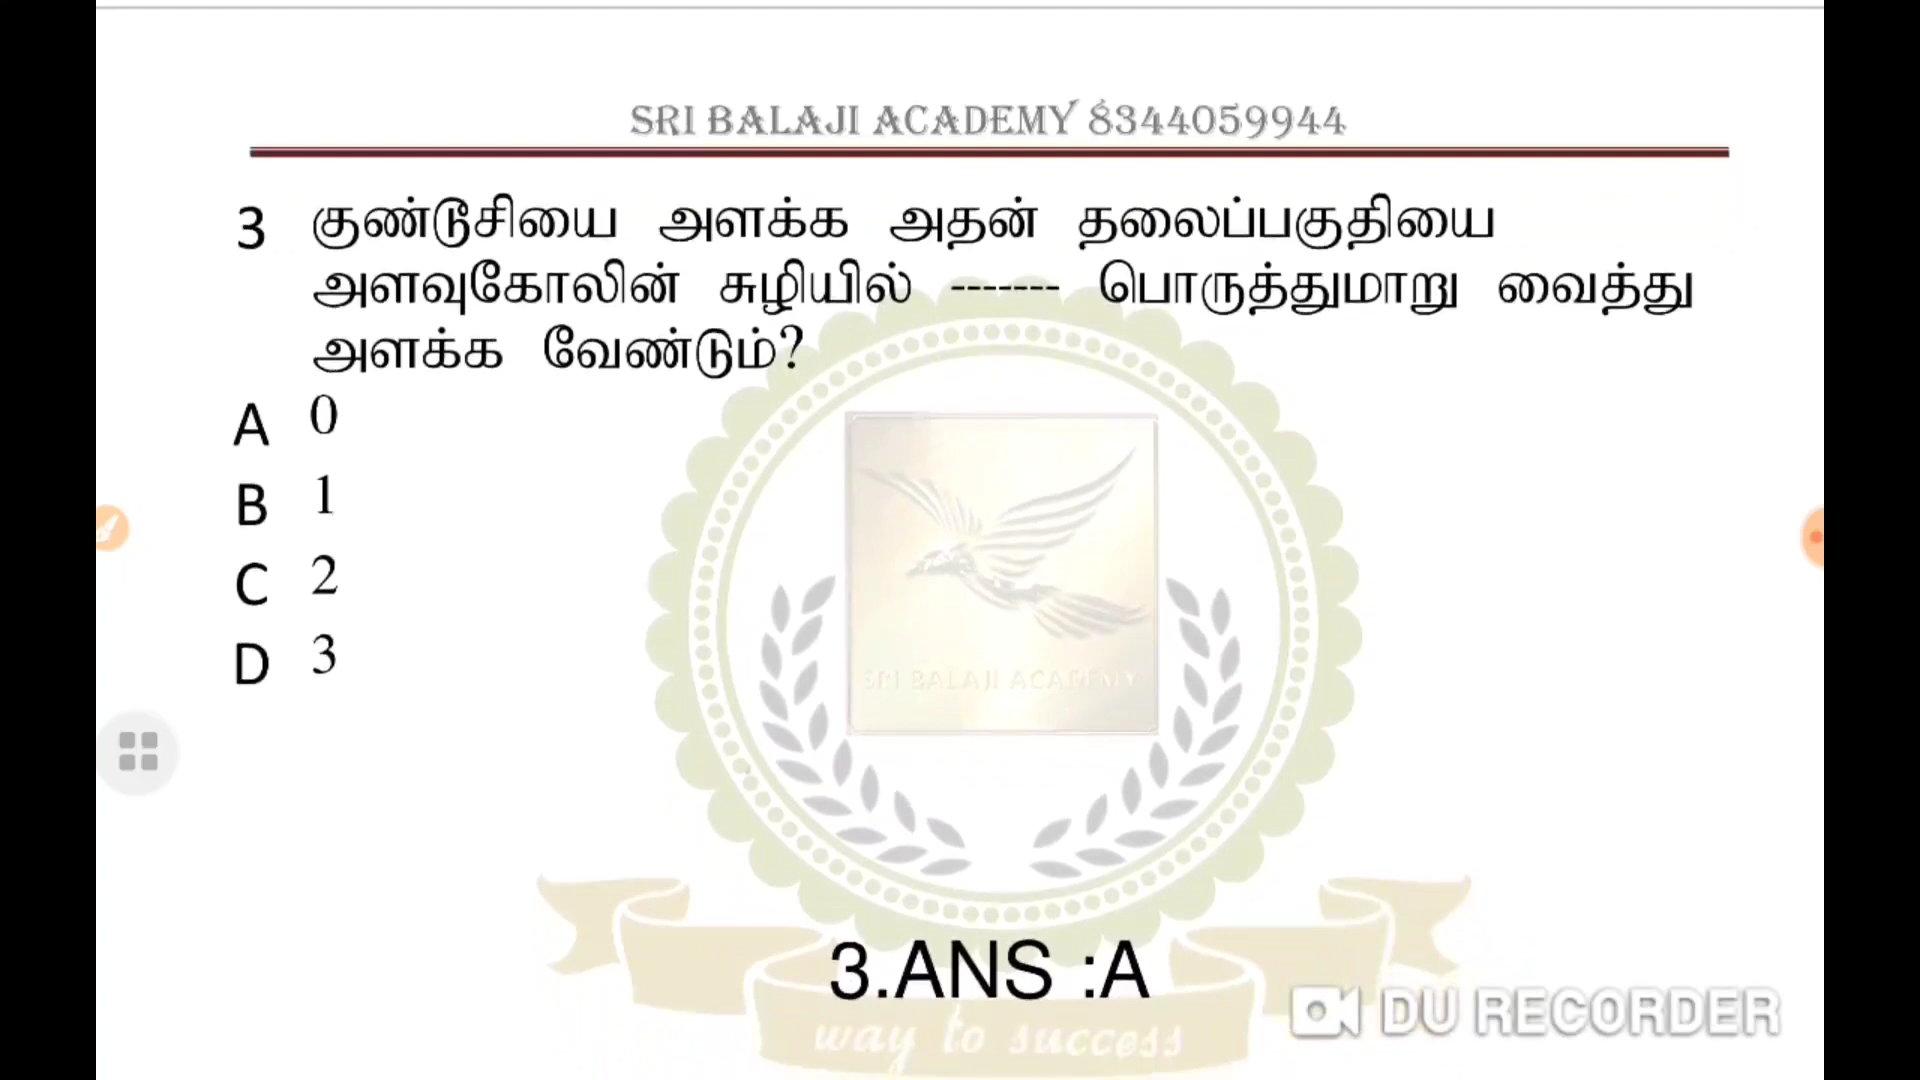 SRI BALAJI ACADEMY 8344059944
3 குண்டூசியை அளக்க அதன் தலைப்பகுதியை
அளவுகோலின் சுழியில் ------- பொருத்துமாறு வைத்து
அளக்க வேண்டும்?
A 0
B 1
C 2
D 3
SRI BALAJI ACADEMY
3.ANS :A
way to success
DU RECORDER